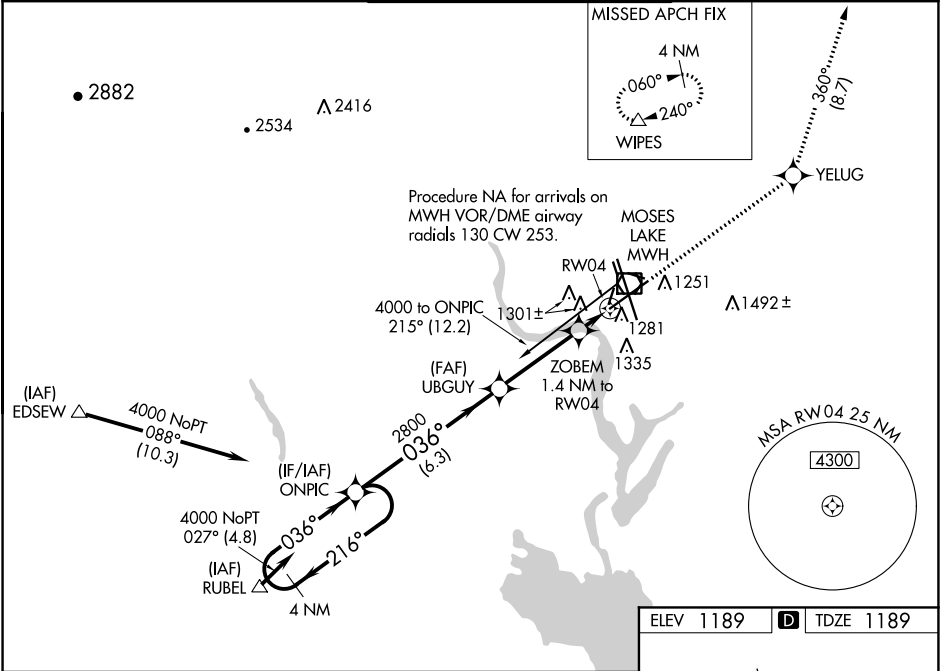 MISSED APCH FIX
4 NM
060°
240°
WIPES
360°
(8.7)
2882
2534
2416
YELUG
Procedure NA for arrivals on
MWH VOR/DME airway
radials 130 CW 253.
MOSES
LAKE
MWH
RW04
1251
1492 ±
4000 to ONPIC
215° (12.2)
1301±
1281
1335
(FAF)
UBGUY
ZOBEM
1.4 NM to
RW04
(IAF)
EDSEW
4000 NoPT
088°
(10.3)
2800
036°
(6.3)
(IF/IAF)
ONPIC
4000 NoPT
027° (4.8)
036°
216°
(IAF)
RUBEL
4 NM
MSA RW04 25 NM
4300
ELEV 1189 D TDZE 1189